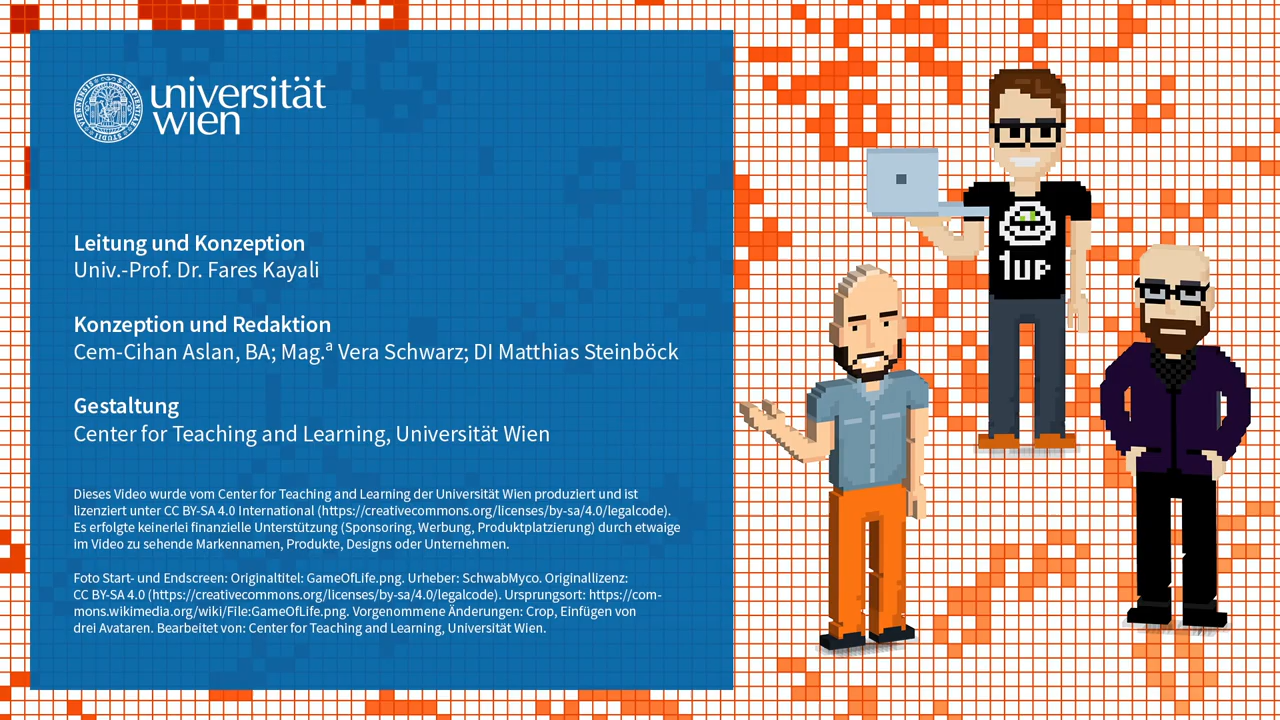 universität
wien
Leitung und Konzeption
Univ.-Prof. Dr. Fares Kayali
Konzeption und Redaktion
Cem-Cihan Aslan, BA; Mag.ª Vera Schwarz; DI Matthias Steinböck
Gestaltung
Center for Teaching and Learning, Universität Wien
Dieses Video wurde vom Center for Teaching and Learning der Universität Wien produziert und ist
lizenziert unter CC BY-SA 4.0 International (https://creativecommons.org/licenses/by-sa/4.0/legalcode).
Es erfolgte keinerlei finanzielle Unterstützung (Sponsoring, Werbung, Produktplatzierung) durch etwaige
im Video zu sehende Markennamen, Produkte, Designs oder Unternehmen.
Foto Start- und Endscreen: Originaltitel: GameOfLife.png. Urheber: SchwabMyco. Originallizenz:
CC BY-SA 4.0 (https://creativecommons.org/licenses/by-sa/4.0/legalcode). Ursprungsort: https://com-
mons.wikimedia.org/wiki/File:GameOfLife.png. Vorgenommene Änderungen: Crop, Einfügen von
drei Avataren. Bearbeitet von: Center for Teaching and Learning, Universität Wien.
1UP